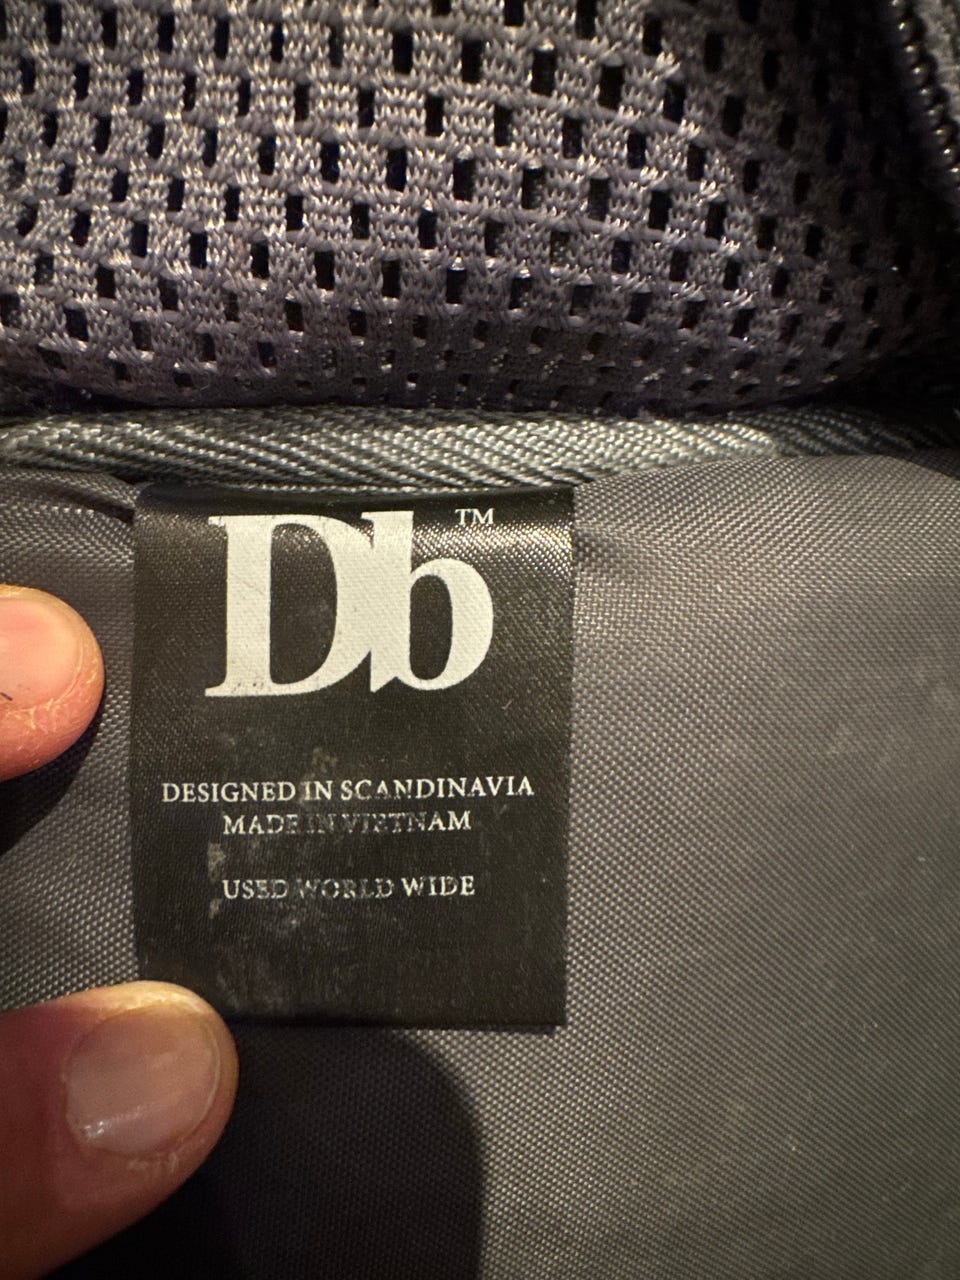 Db™
DESIGNED IN SCANDINAVIA
MADE IN VIETNAM
USED WORLD WIDE